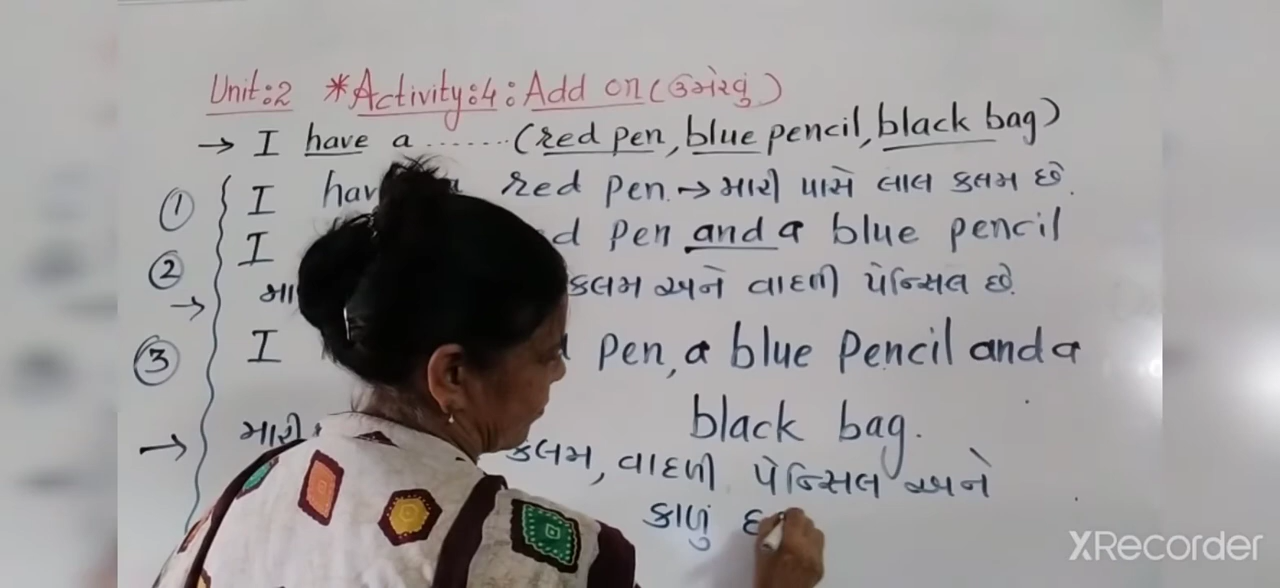 Unit:2 *Activity:4: Add on (ઉમેરવું)
→ I have a ...... (red pen, blue pencil, black bag)
① I hav red pen. → મારી પાસે લાલ કલમ છે.
② I d pen and a blue pencil
→ મા કલમ અને વાદળી પેન્સિલ છે.
③ I pen, a blue pencil and a
black bag.
→ મારી કલમ, વાદળી પેન્સિલ અને
કાળું
XRecorder